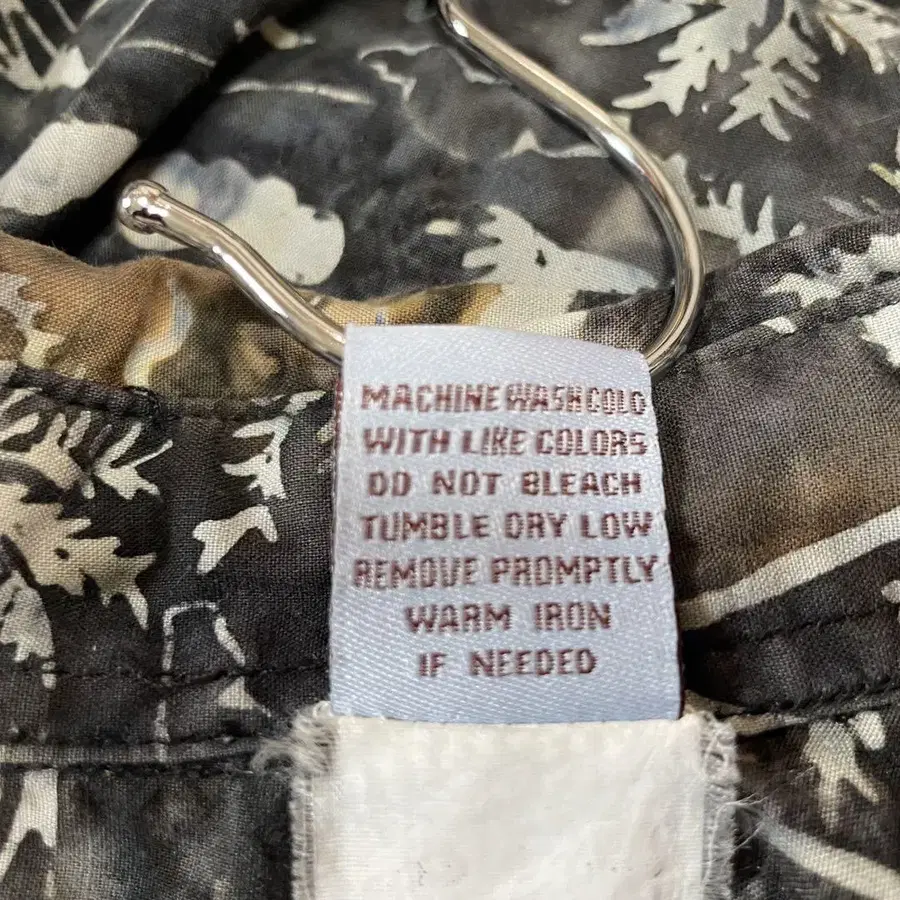 MACHINE WASH COLD
WITH LIKE COLORS
DO NOT BLEACH
TUMBLE DRY LOW
REMOVE PROMPTLY
WARM IRON
IF NEEDED